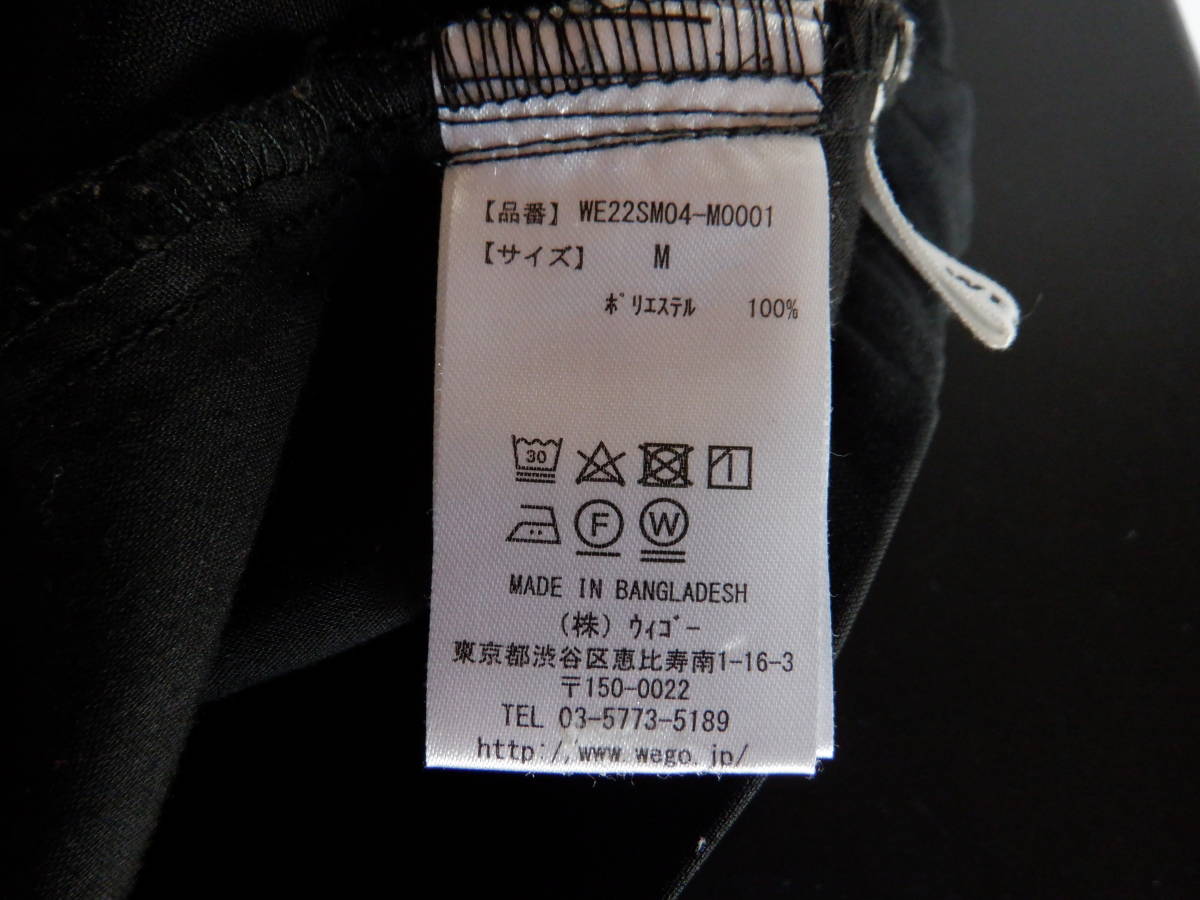 【品番】 WE22SM04-M0001
【サイズ】 M
ﾎﾟﾘｴｽﾃﾙ 100%
30
F W
MADE IN BANGLADESH
(株) ｳｨｺﾞｰ
東京都渋谷区恵比寿南1-16-3
〒150-0022
TEL 03-5773-5189
http://www.wego.jp/